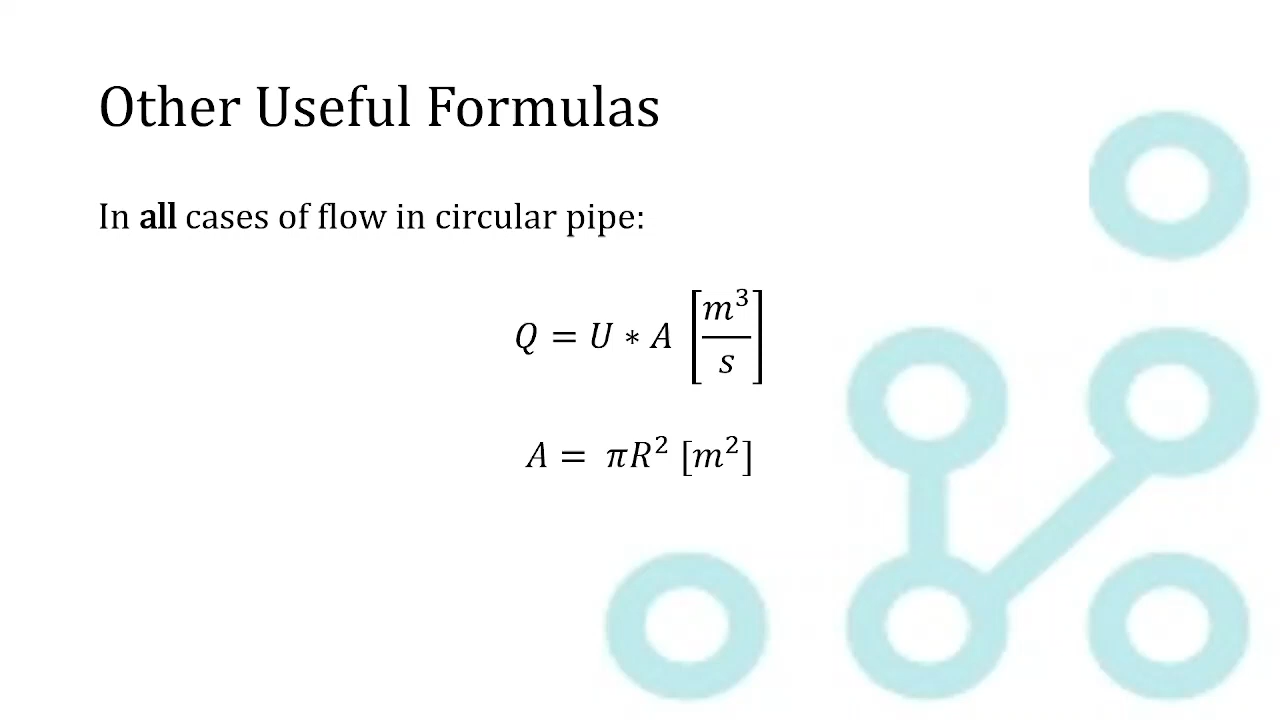 Other Useful Formulas
In all cases of flow in circular pipe:
Q = U ∗ A [m³/s]
A = πR² [m²]